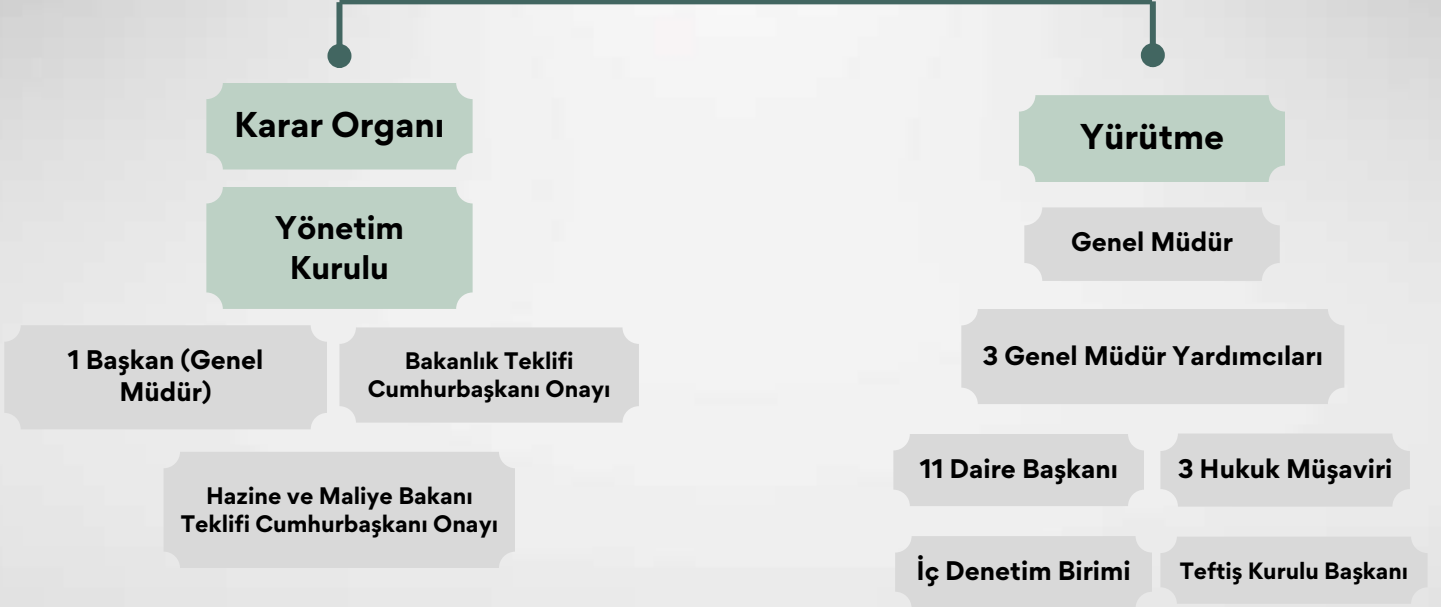 Karar Organı
Yönetim
Kurulu
1 Başkan (Genel
Müdür)
Bakanlık Teklifi
Cumhurbaşkanı Onayı
Hazine ve Maliye Bakanı
Teklifi Cumhurbaşkanı Onayı
Yürütme
Genel Müdür
3 Genel Müdür Yardımcıları
11 Daire Başkanı
3 Hukuk Müşaviri
İç Denetim Birimi
Teftiş Kurulu Başkanı